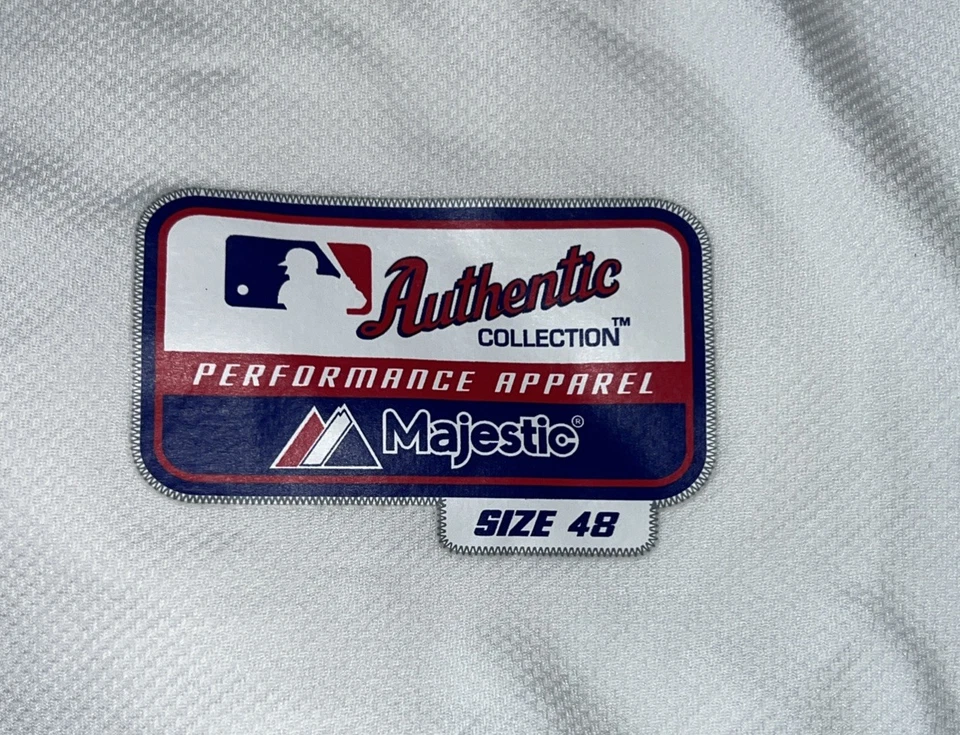 Authentic
COLLECTION™
PERFORMANCE APPAREL
Majestic®
SIZE 48